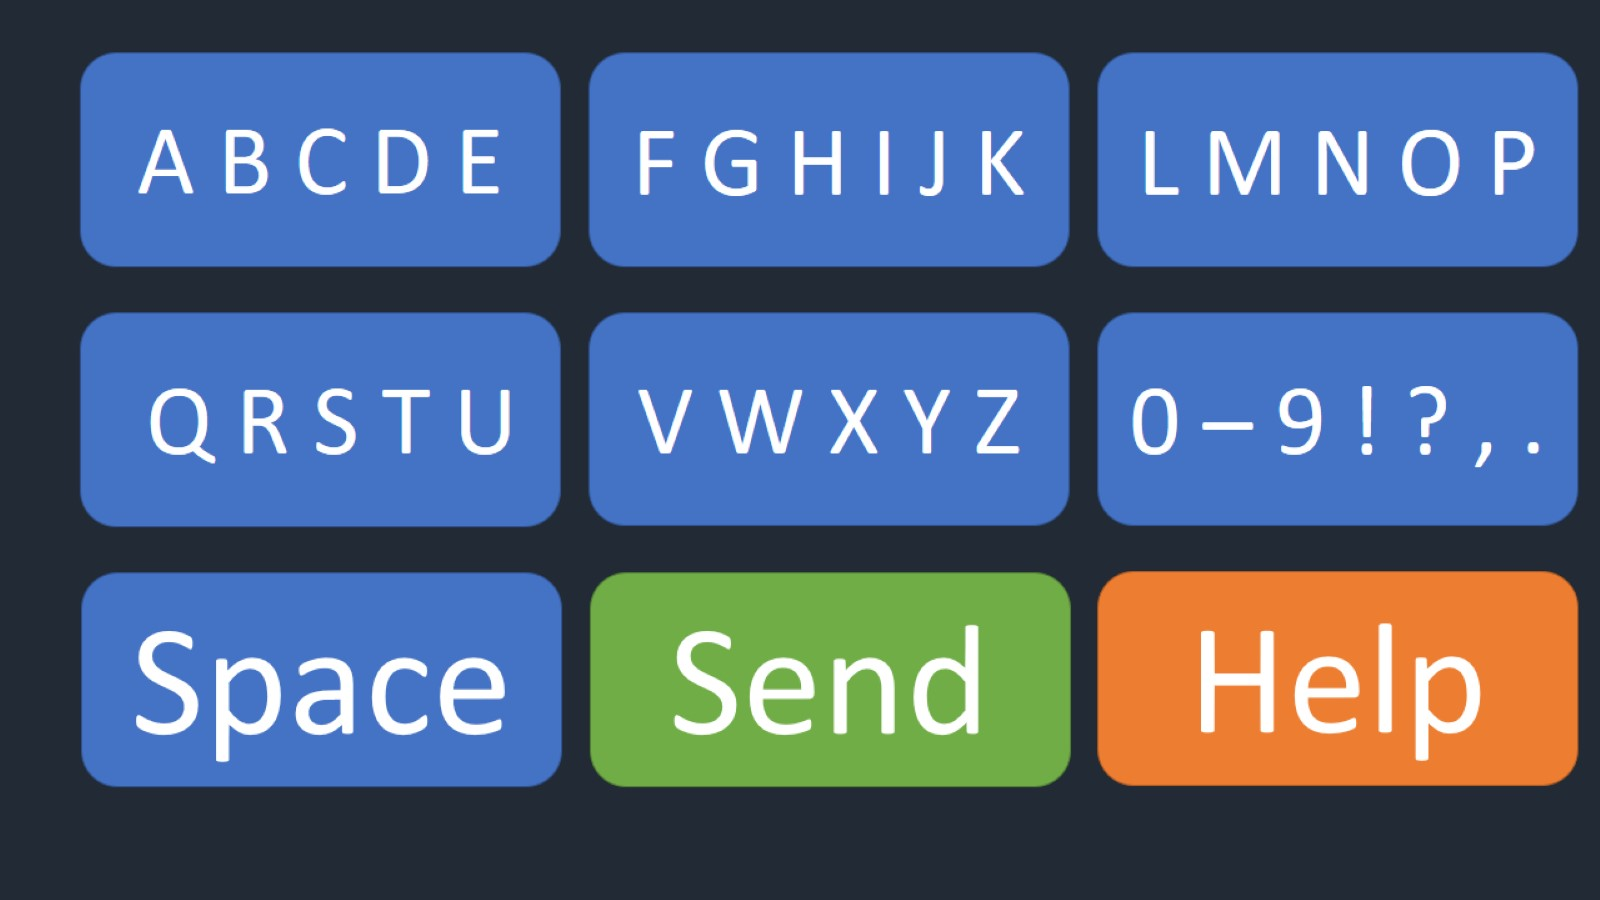 A B C D E
F G H I J K
L M N O P
Q R S T U
V W X Y Z
0 – 9 ! ? , .
Space
Send
Help